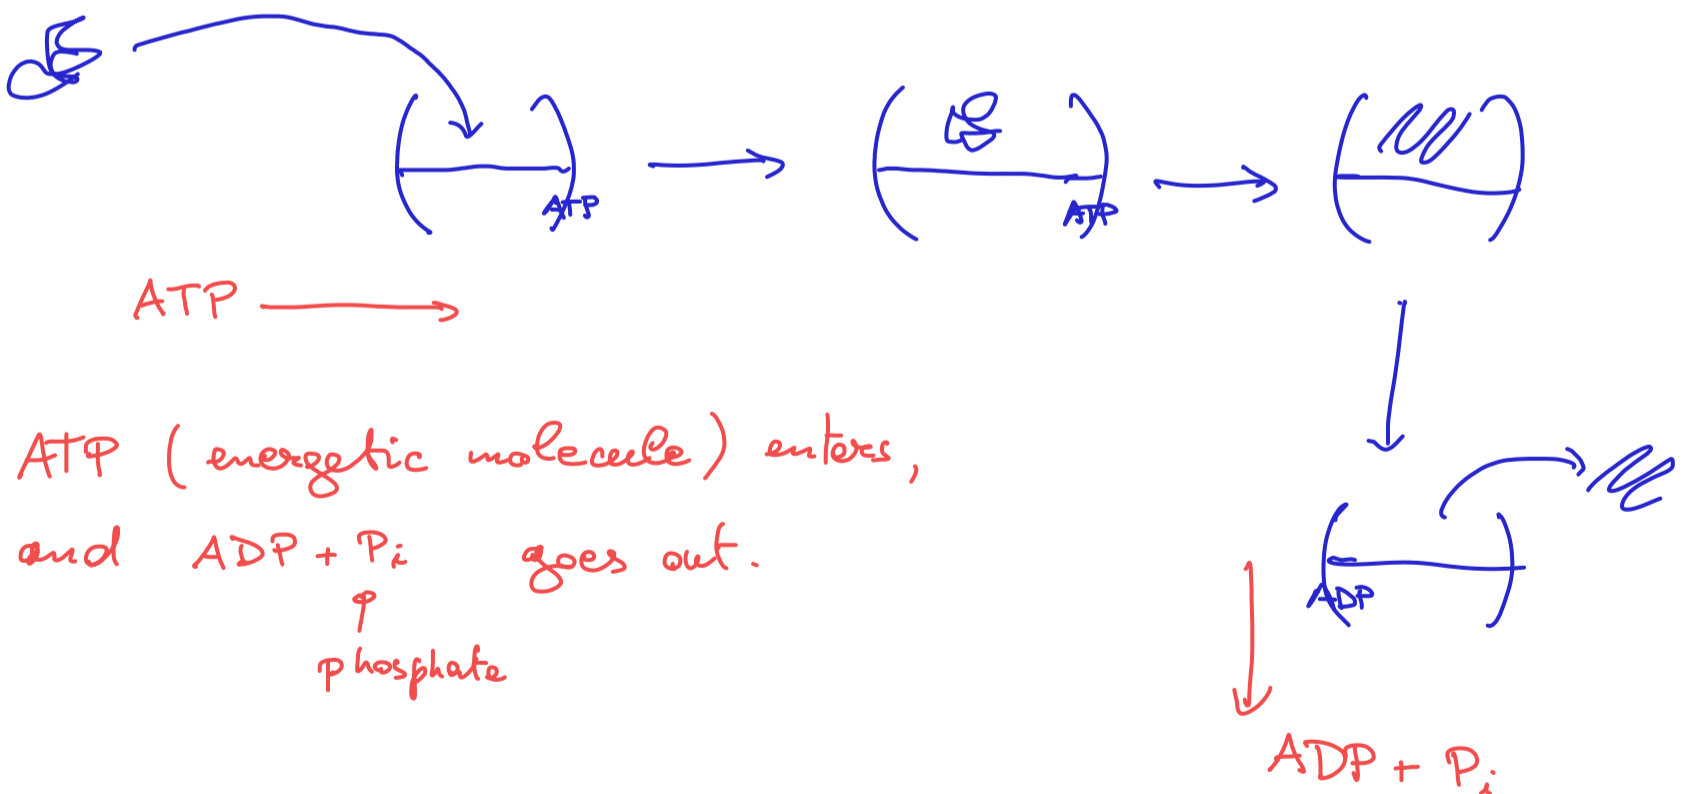 ATP
ATP
ATP
ATP (energetic molecule) enters,
and ADP + Pi goes out.
phosphate
ADP
ADP + Pi